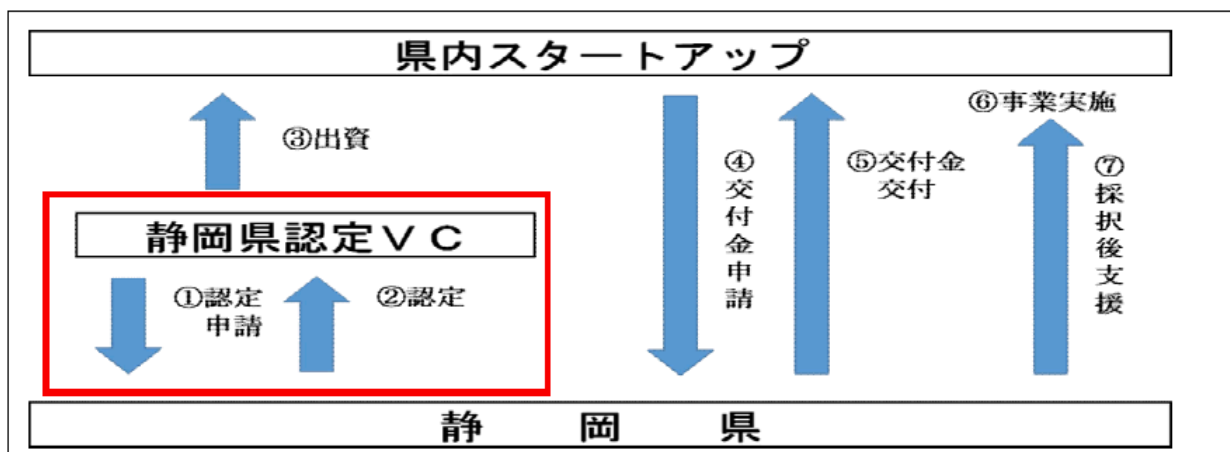 県内スタートアップ
③出資
④交付金申請
⑤交付金
交付
⑥事業実施
⑦採択後支援
静岡県認定ＶＣ
①認定
申請
②認定
静岡県